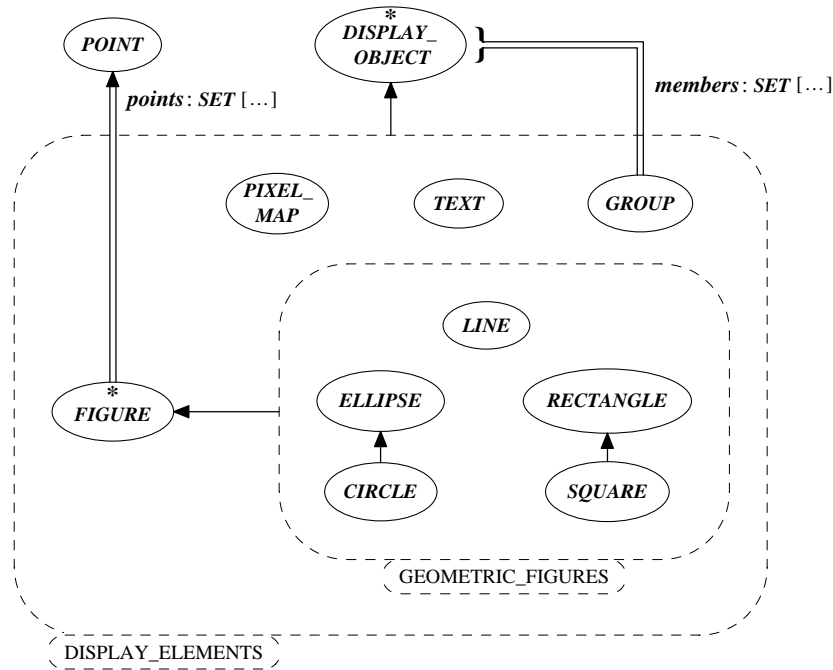 POINT
*
DISPLAY_
OBJECT
}
points: SET […]
members: SET […]
PIXEL_
MAP
TEXT
GROUP
LINE
*
FIGURE
ELLIPSE
RECTANGLE
CIRCLE
SQUARE
GEOMETRIC_FIGURES
DISPLAY_ELEMENTS